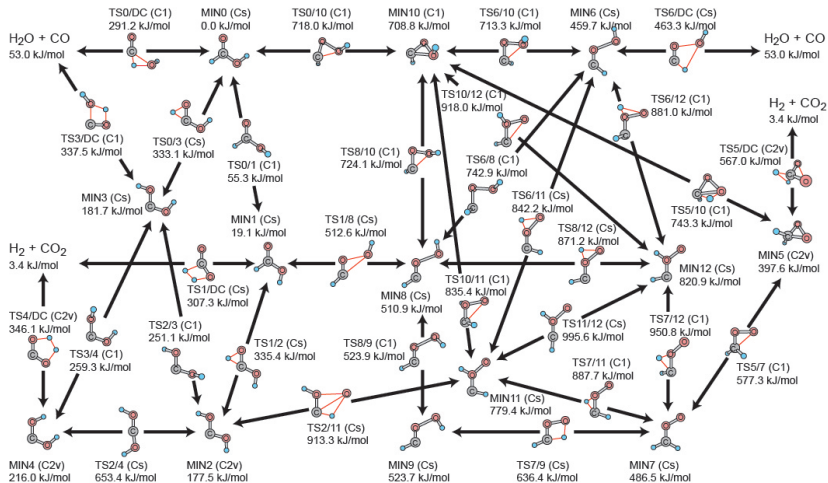 TS0/DC (C1)
291.2 kJ/mol
MIN0 (Cs)
0.0 kJ/mol
TS0/10 (C1)
718.0 kJ/mol
MIN10 (C1)
708.8 kJ/mol
TS6/10 (C1)
713.3 kJ/mol
MIN6 (Cs)
459.7 kJ/mol
TS6/DC (Cs)
463.3 kJ/mol
H2O + CO
53.0 kJ/mol
H2O + CO
53.0 kJ/mol
TS3/DC (C1)
337.5 kJ/mol
TS0/3 (Cs)
333.1 kJ/mol
TS0/1 (C1)
55.3 kJ/mol
TS8/10 (C1)
724.1 kJ/mol
TS10/12 (C1)
918.0 kJ/mol
TS6/8 (C1)
742.9 kJ/mol
TS6/12 (C1)
881.0 kJ/mol
H2 + CO2
3.4 kJ/mol
TS5/DC (C2v)
567.0 kJ/mol
MIN3 (Cs)
181.7 kJ/mol
MIN1 (Cs)
19.1 kJ/mol
TS1/8 (Cs)
512.6 kJ/mol
TS6/11 (Cs)
842.2 kJ/mol
TS8/12 (Cs)
871.2 kJ/mol
TS5/10 (C1)
743.3 kJ/mol
H2 + CO2
3.4 kJ/mol
TS1/DC (Cs)
307.3 kJ/mol
MIN8 (Cs)
510.9 kJ/mol
TS10/11 (C1)
835.4 kJ/mol
MIN12 (Cs)
820.9 kJ/mol
MIN5 (C2v)
397.6 kJ/mol
TS4/DC (C2v)
346.1 kJ/mol
TS3/4 (C1)
259.3 kJ/mol
TS2/3 (C1)
251.1 kJ/mol
TS1/2 (Cs)
335.4 kJ/mol
TS8/9 (C1)
523.9 kJ/mol
TS11/12 (Cs)
995.6 kJ/mol
TS7/12 (C1)
950.8 kJ/mol
TS7/11 (C1)
887.7 kJ/mol
TS5/7 (C1)
577.3 kJ/mol
MIN11 (Cs)
779.4 kJ/mol
TS2/11 (Cs)
913.3 kJ/mol
MIN4 (C2v)
216.0 kJ/mol
TS2/4 (Cs)
653.4 kJ/mol
MIN2 (C2v)
177.5 kJ/mol
MIN9 (Cs)
523.7 kJ/mol
TS7/9 (Cs)
636.4 kJ/mol
MIN7 (Cs)
486.5 kJ/mol